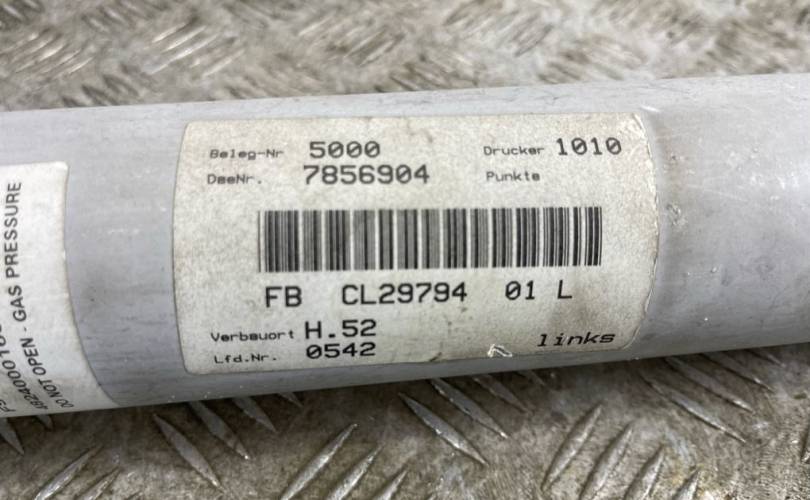 Beleg-Nr 5000 Drucker 1010
DaeNr. 7856904 Punkte
FB CL29794 01 L
Verbauort H.52
Lfd.Nr. 0542 links
DO NOT OPEN - GAS PRESSURE